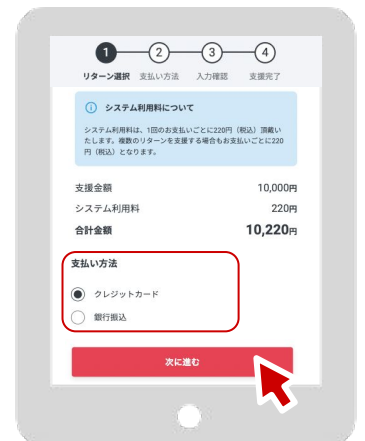 1 2 3 4
リターン選択 支払い方法 入力確認 支援完了
システム利用料について
システム利用料は、1回のお支払いごとに220円（税込）頂戴い
たします。複数のリターンを支援する場合もお支払いごとに220
円（税込）となります。
支援金額 10,000円
システム利用料 220円
合計金額 10,220円
支払い方法
クレジットカード
銀行振込
次に進む